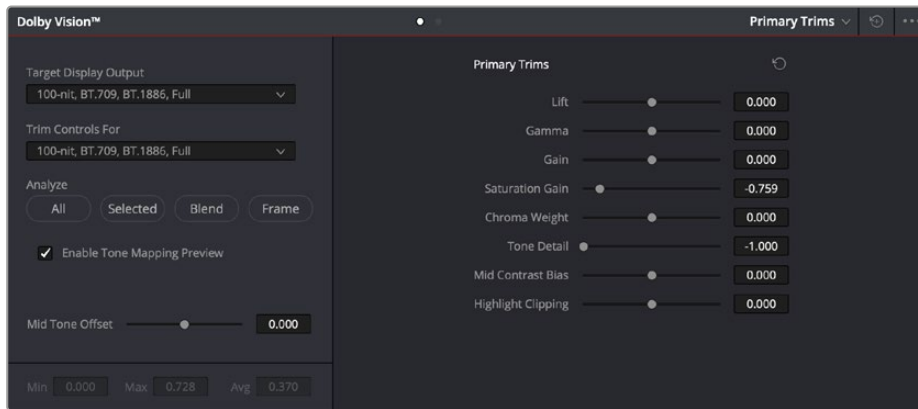 Dolby Vision™
Primary Trims
Target Display Output
100-nit, BT.709, BT.1886, Full
Trim Controls For
100-nit, BT.709, BT.1886, Full
Analyze
All Selected Blend Frame
Enable Tone Mapping Preview
Mid Tone Offset 0.000
Min 0.000 Max 0.728 Avg 0.370
Primary Trims
Lift 0.000
Gamma 0.000
Gain 0.000
Saturation Gain -0.759
Chroma Weight 0.000
Tone Detail -1.000
Mid Contrast Bias 0.000
Highlight Clipping 0.000